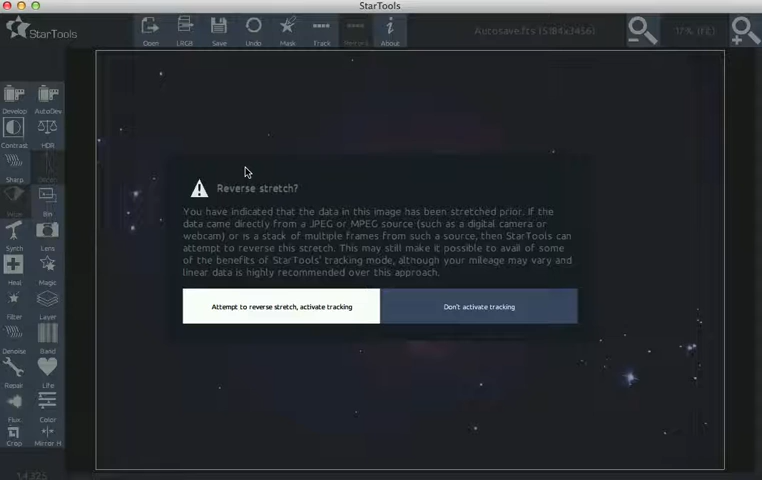 StarTools
StarTools
Open
LRGB
Save
Undo
Mask
Track
About
Autosave.fts (5184x3456)
17% (fit)
Develop
AutoDev
Contrast
HDR
Sharp
Wipe
Bin
Synth
Lens
Heal
Magic
Filter
Layer
Denoise
Band
Repair
Life
Flux
Color
Crop
Mirror H
1.4.325
Reverse stretch?
You have indicated that the data in this image has been stretched prior. If the
data came directly from a JPEG or MPEG source (such as a digital camera or
webcam) or is a stack of multiple frames from such a source, then StarTools can
attempt to reverse this stretch. This may still make it possible to avail of some
of the benefits of StarTools' tracking mode, although your mileage may vary and
linear data is highly recommended over this approach.
Attempt to reverse stretch, activate tracking
Don't activate tracking